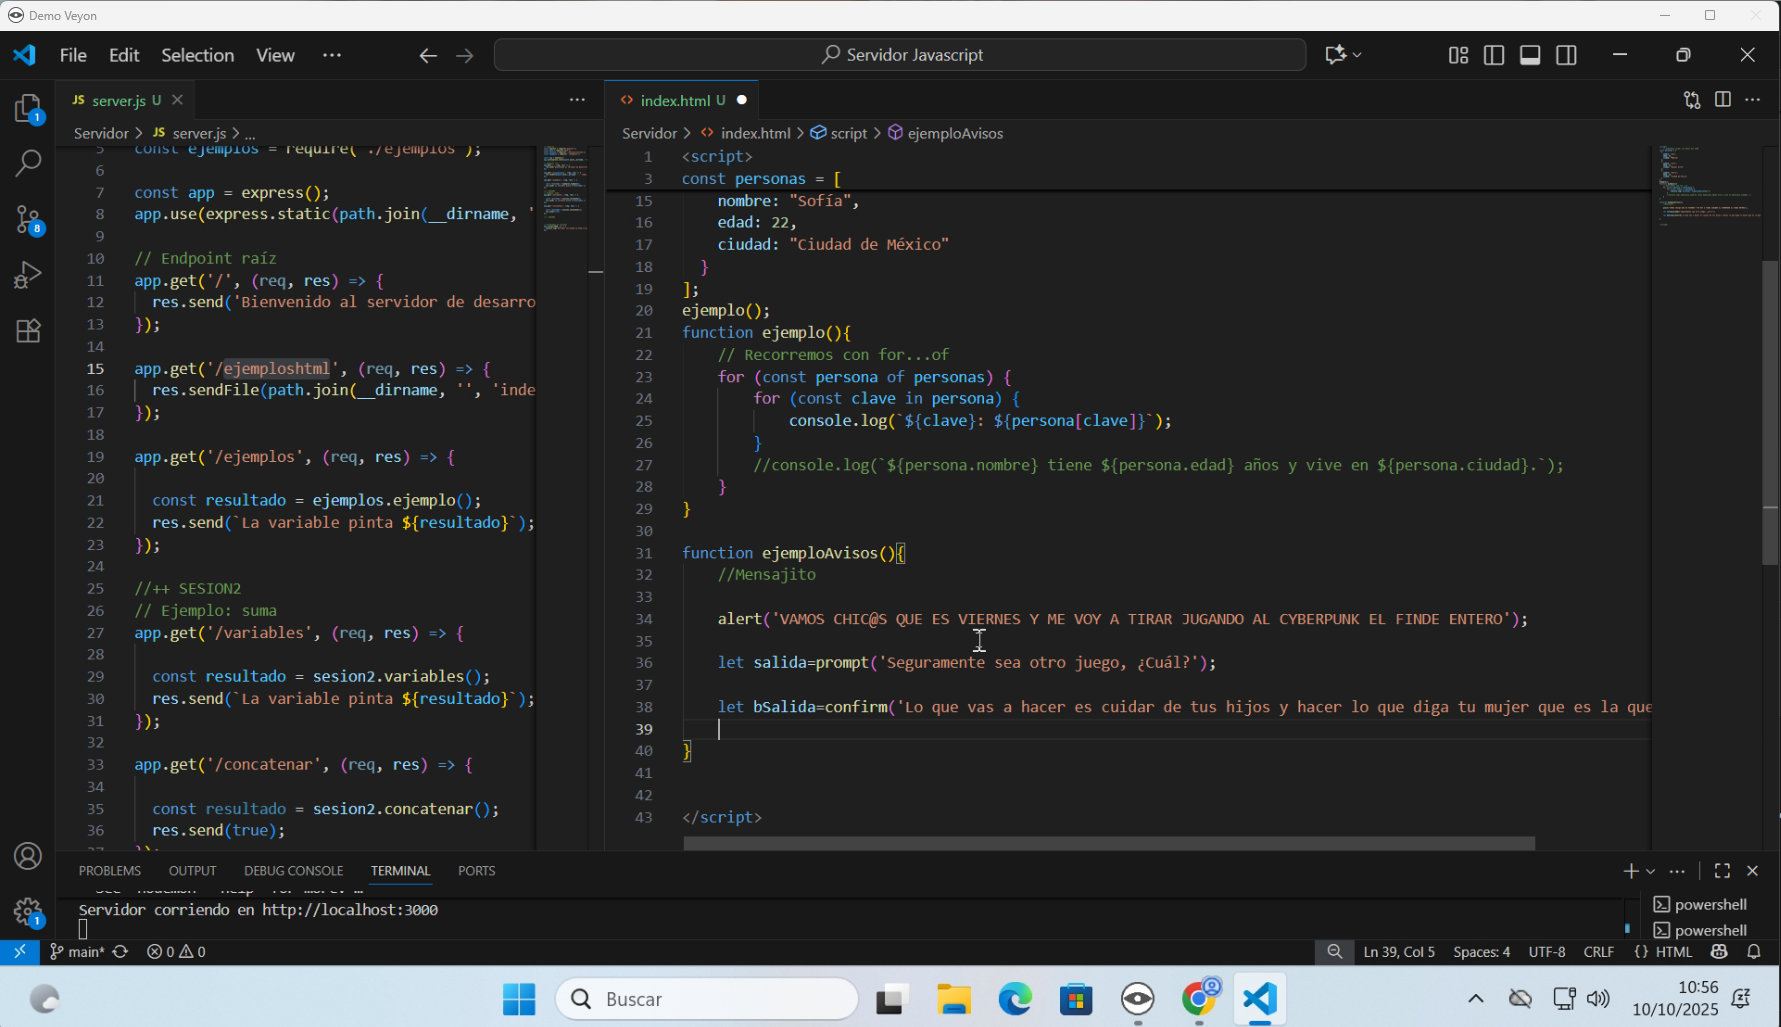 Demo Veyon
File Edit Selection View ···
Servidor Javascript
JS server.js U
Servidor > JS server.js > ...
5 const ejemplos = require('./ejemplos');
6
7 const app = express();
8 app.use(express.static(path.join(__dirname, '
9
10 // Endpoint raíz
11 app.get('/', (req, res) => {
12 res.send('Bienvenido al servidor de desarro
13 });
14
15 app.get('/ejemploshtml', (req, res) => {
16 res.sendFile(path.join(__dirname, '', 'inde
17 });
18
19 app.get('/ejemplos', (req, res) => {
20
21 const resultado = ejemplos.ejemplo();
22 res.send(`La variable pinta ${resultado}`);
23 });
24
25 //++ SESION2
26 // Ejemplo: suma
27 app.get('/variables', (req, res) => {
28
29 const resultado = sesion2.variables();
30 res.send(`La variable pinta ${resultado}`);
31 });
32
33 app.get('/concatenar', (req, res) => {
34
35 const resultado = sesion2.concatenar();
36 res.send(true);
37 });
<> index.html U
Servidor > <> index.html > script > ejemploAvisos
1 <script>
3 const personas = [
15 nombre: "Sofía",
16 edad: 22,
17 ciudad: "Ciudad de México"
18 }
19 ];
20 ejemplo();
21 function ejemplo(){
22 // Recorremos con for...of
23 for (const persona of personas) {
24 for (const clave in persona) {
25 console.log(`${clave}: ${persona[clave]}`);
26 }
27 //console.log(`${persona.nombre} tiene ${persona.edad} años y vive en ${persona.ciudad}.`);
28 }
29 }
30
31 function ejemploAvisos(){
32 //Mensajito
33
34 alert('VAMOS CHIC@S QUE ES VIERNES Y ME VOY A TIRAR JUGANDO AL CYBERPUNK EL FINDE ENTERO');
35
36 let salida=prompt('Seguramente sea otro juego, ¿Cuál?');
37
38 let bSalida=confirm('Lo que vas a hacer es cuidar de tus hijos y hacer lo que diga tu mujer que es la que
39
40 }
41
42
43 </script>
1
8
1
PROBLEMS OUTPUT DEBUG CONSOLE TERMINAL PORTS
Servidor corriendo en http://localhost:3000
powershell
powershell
main* 0 0
Ln 39, Col 5 Spaces: 4 UTF-8 CRLF {} HTML
Buscar
10:56
10/10/2025